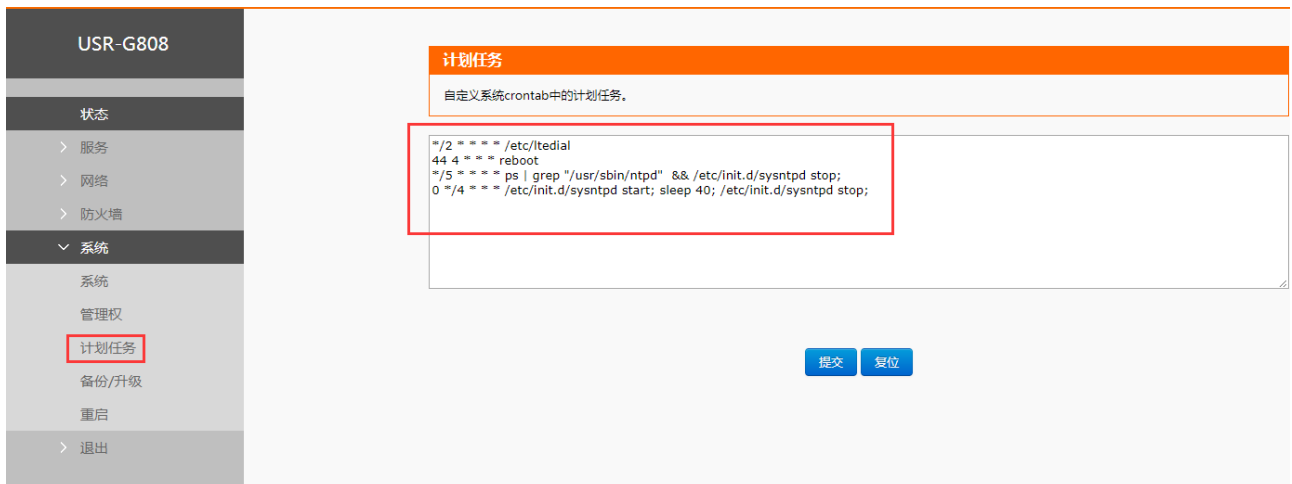 USR-G808
状态
服务
网络
防火墙
系统
系统
管理权
计划任务
备份/升级
重启
退出
计划任务
自定义系统crontab中的计划任务。
*/2 * * * * /etc/ltedial
44 4 * * * reboot
*/5 * * * * ps | grep "/usr/sbin/ntpd"  && /etc/init.d/sysntpd stop;
0 */4 * * * /etc/init.d/sysntpd start; sleep 40; /etc/init.d/sysntpd stop;
提交 复位